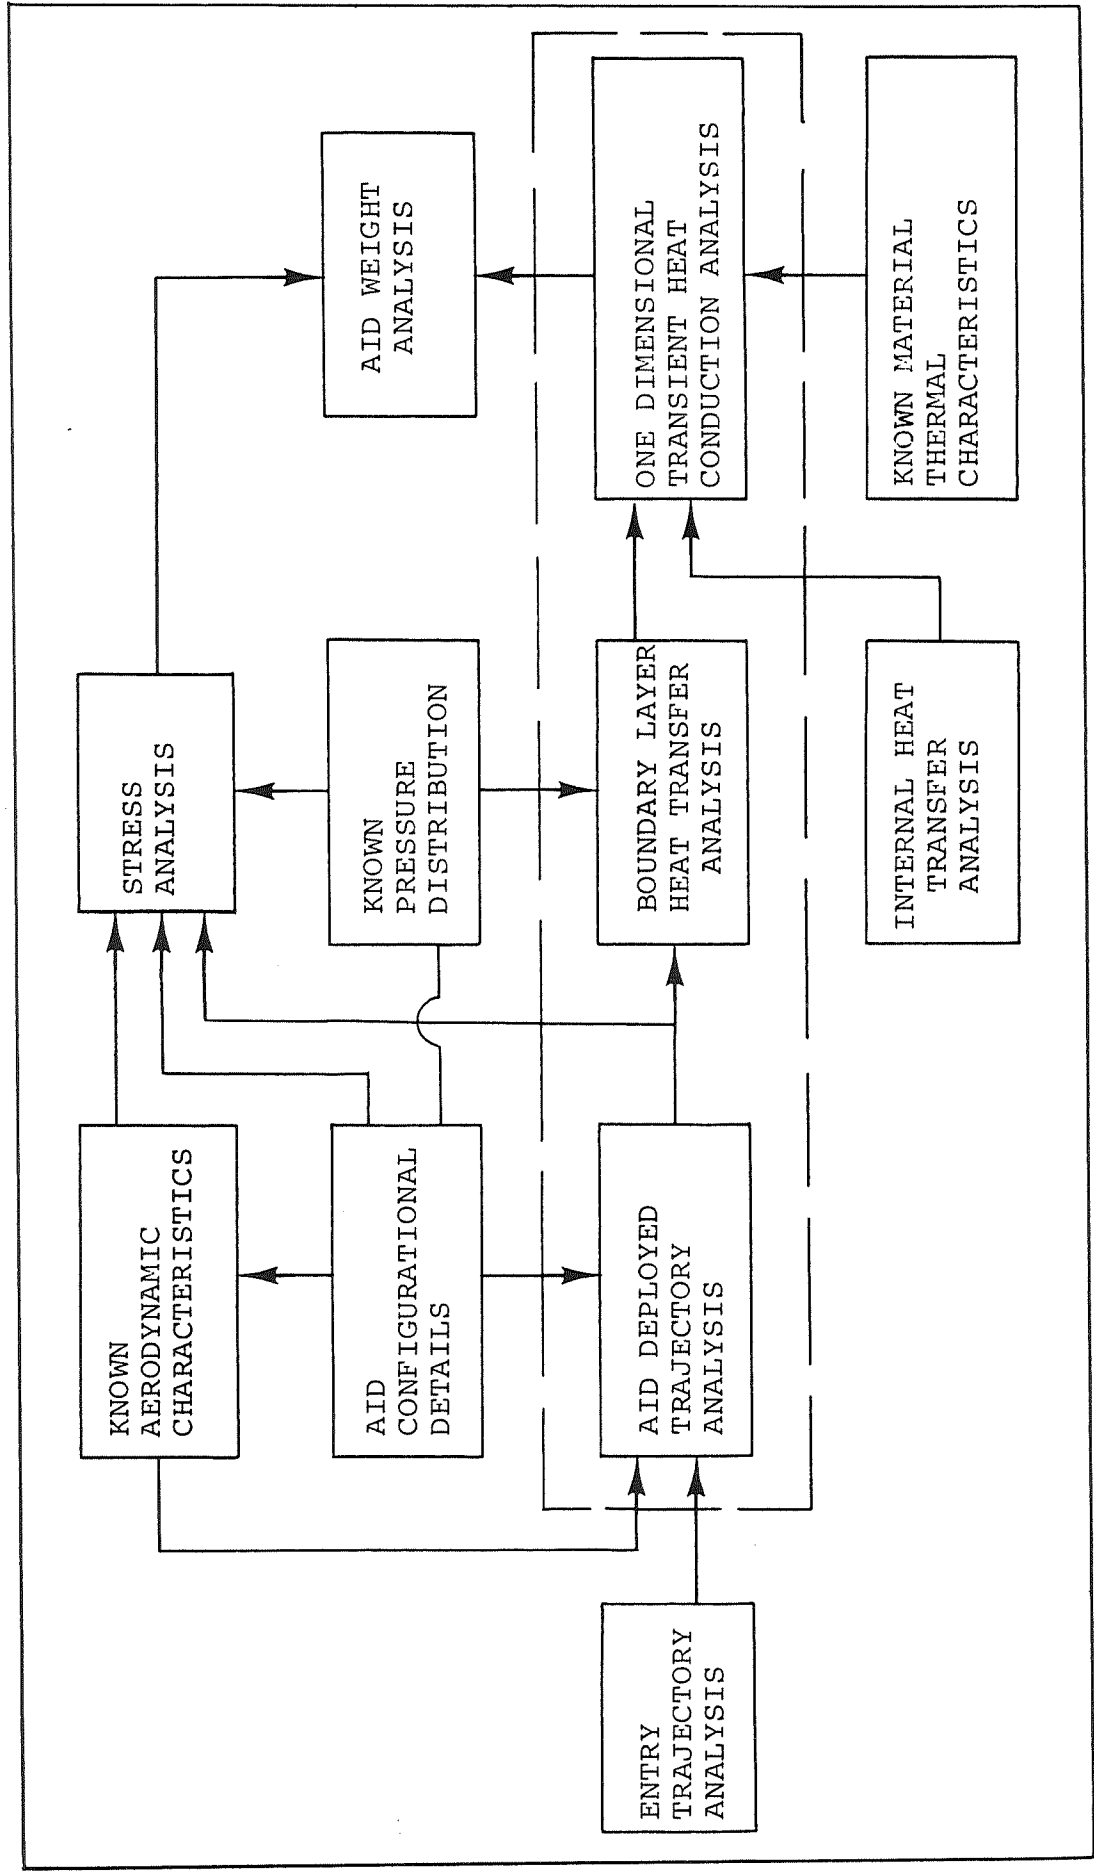 KNOWN
AERODYNAMIC
CHARACTERISTICS
STRESS
ANALYSIS
AID
CONFIGURATIONAL
DETAILS
KNOWN
PRESSURE
DISTRIBUTION
AID WEIGHT
ANALYSIS
ENTRY
TRAJECTORY
ANALYSIS
AID DEPLOYED
TRAJECTORY
ANALYSIS
BOUNDARY LAYER
HEAT TRANSFER
ANALYSIS
ONE DIMENSIONAL
TRANSIENT HEAT
CONDUCTION ANALYSIS
INTERNAL HEAT
TRANSFER
ANALYSIS
KNOWN MATERIAL
THERMAL
CHARACTERISTICS